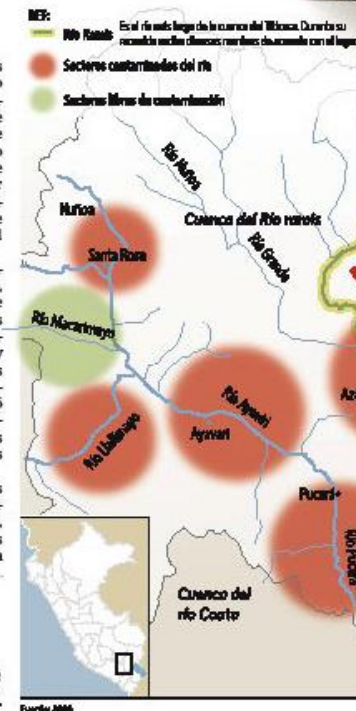 REF:
Río Ramis Es el río más largo de la cuenca del Titicaca. Durante su
recorrido recibe diversos nombres de acuerdo con el lugar
Sectores contaminados del río
Sectores libres de contaminación
Río Nuñoa
Nuñoa
Cuenca del Río ramis
Santa Rosa
Río Grande
Río Macarimayo
Río Ayaviri
Ayaviri
Río Llallimayo
Pucará
Río Pucará
Cuenca del
río Coata